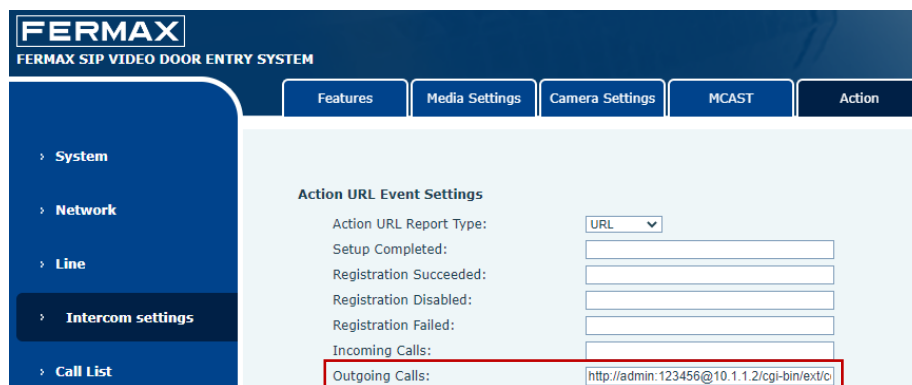 FERMAX
FERMAX SIP VIDEO DOOR ENTRY SYSTEM
Features Media Settings Camera Settings MCAST Action
› System
› Network
› Line
› Intercom settings
› Call List
Action URL Event Settings
Action URL Report Type: URL
Setup Completed:
Registration Succeeded:
Registration Disabled:
Registration Failed:
Incoming Calls:
Outgoing Calls: http://admin:123456@10.1.1.2/cgi-bin/ext/c